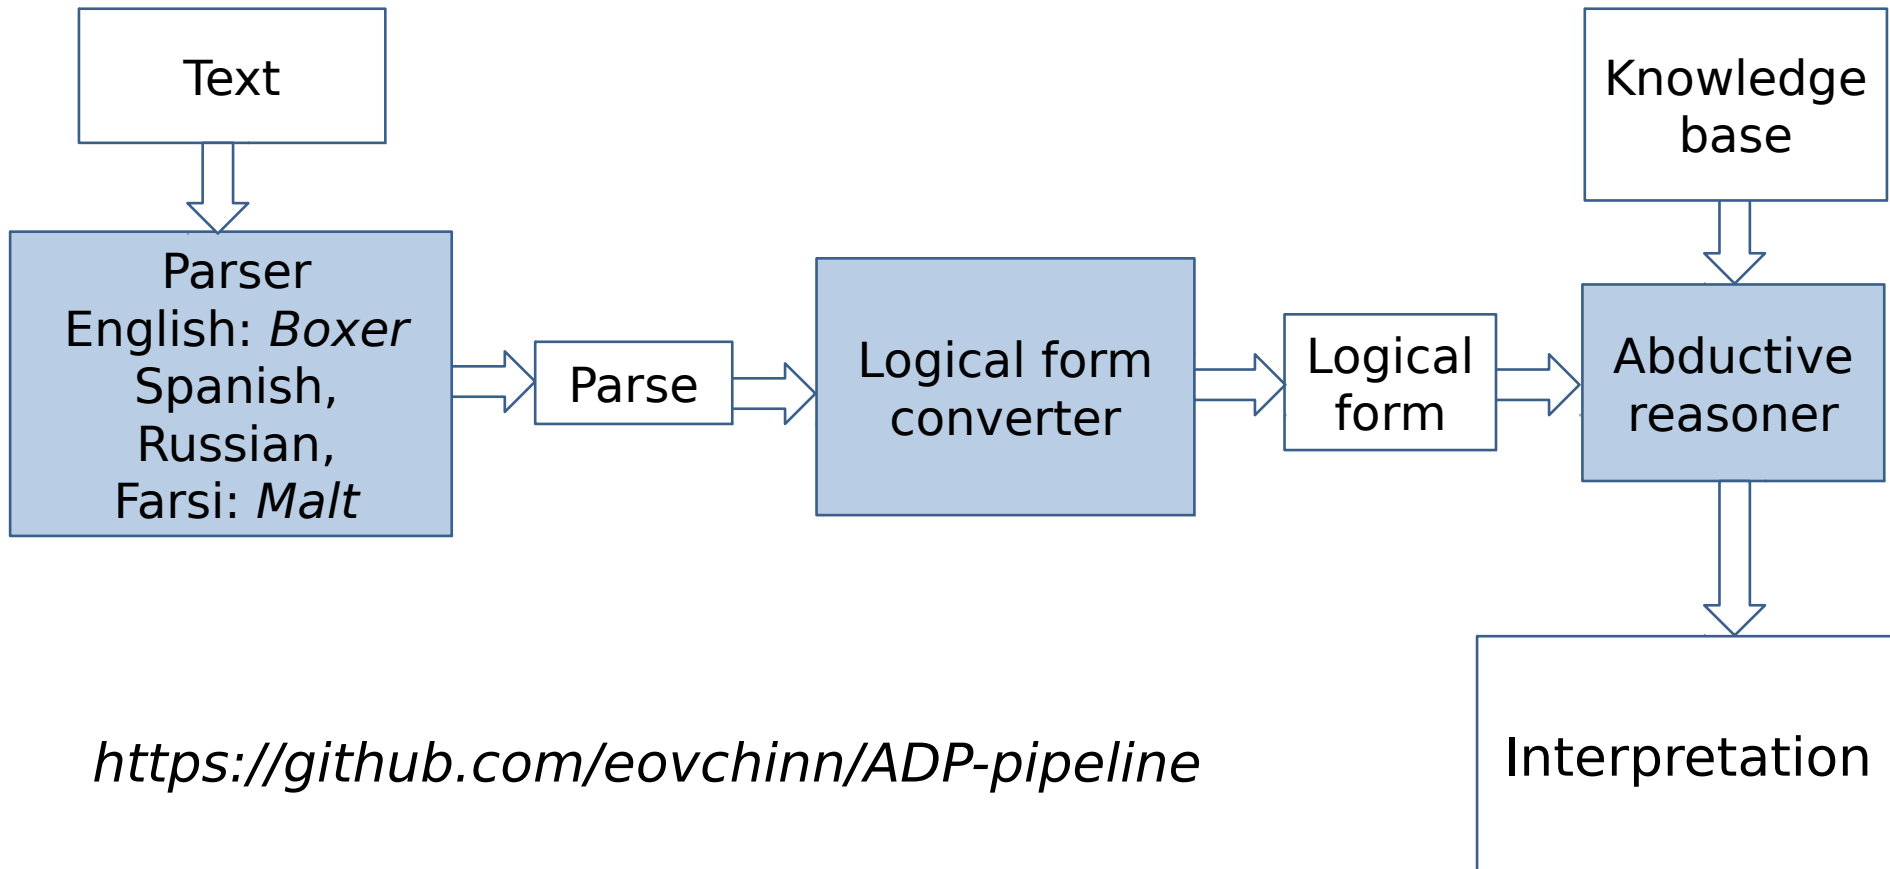 Text
Knowledge
base
Parser
English: Boxer
Spanish,
Russian,
Farsi: Malt
Parse
Logical form
converter
Logical
form
Abductive
reasoner
https://github.com/eovchinn/ADP-pipeline
Interpretation